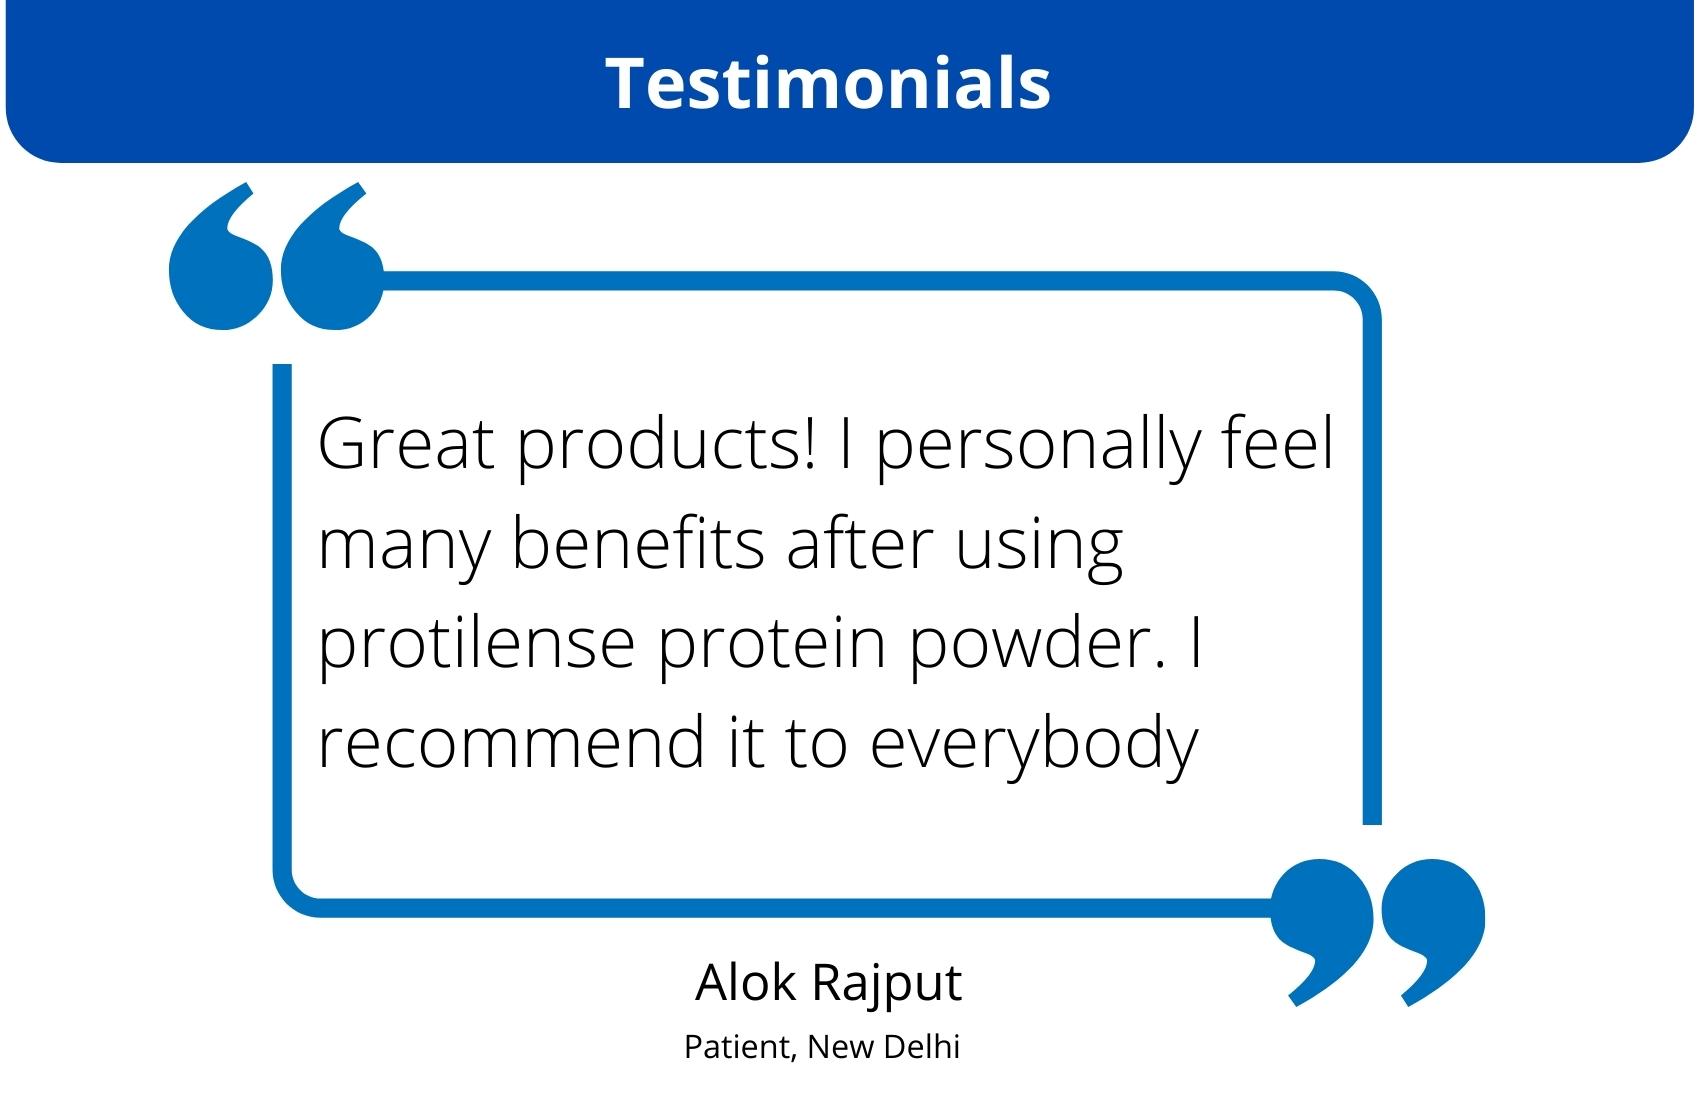 Testimonials
Great products! I personally feel
many benefits after using
protilense protein powder. I
recommend it to everybody
Alok Rajput
Patient, New Delhi